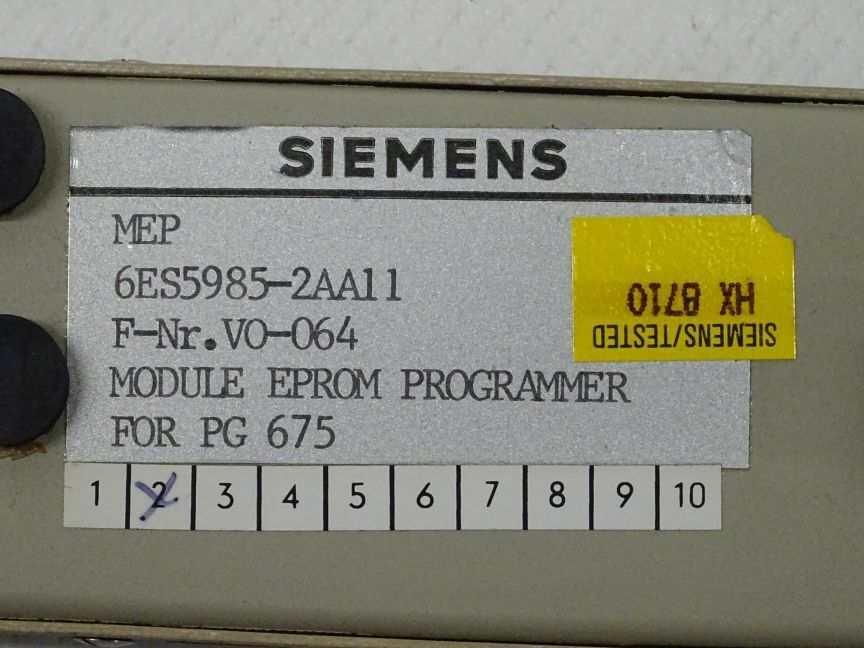 SIEMENS
MEP
6ES5985-2AA11
F-Nr.VO-064
MODULE EPROM PROGRAMMER
FOR PG 675
SIEMENS/TESTED
HX 8710
1 2 3 4 5 6 7 8 9 10